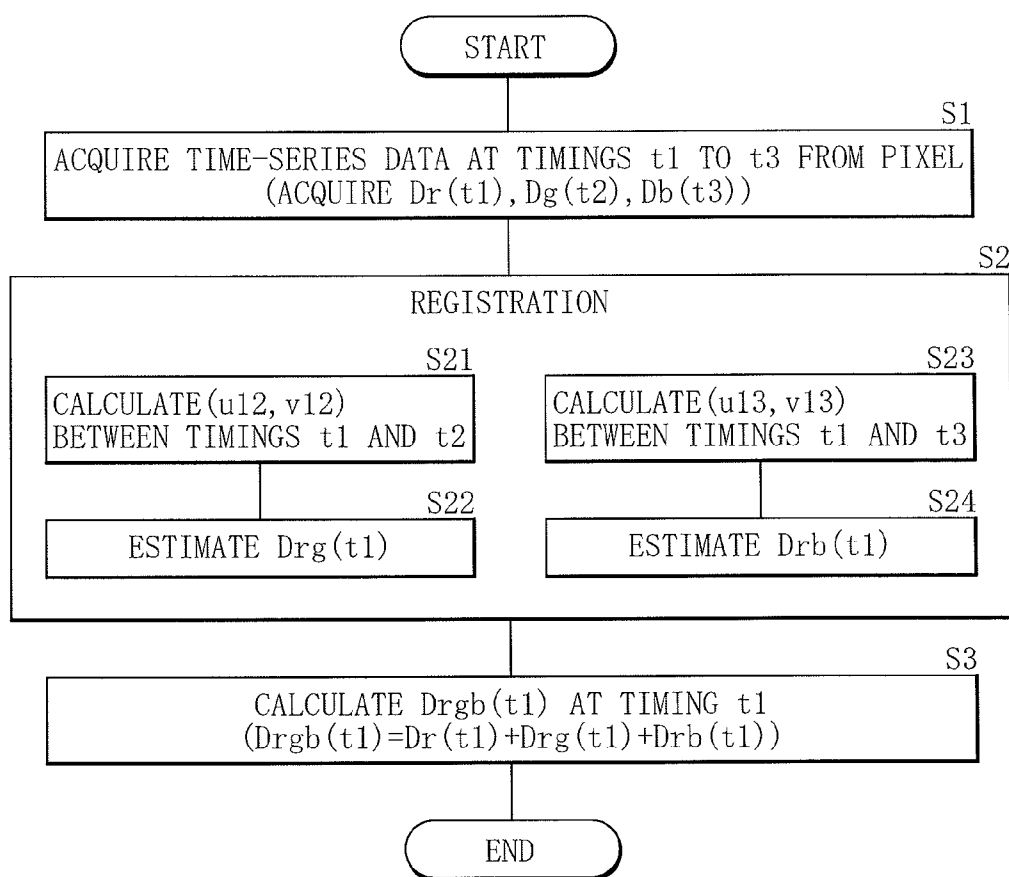 START
S1
ACQUIRE TIME-SERIES DATA AT TIMINGS t1 TO t3 FROM PIXEL
(ACQUIRE Dr(t1),Dg(t2),Db(t3))
S2
REGISTRATION
S21
CALCULATE(u12,v12)
BETWEEN TIMINGS t1 AND t2
S22
ESTIMATE Drg(t1)
S23
CALCULATE(u13,v13)
BETWEEN TIMINGS t1 AND t3
S24
ESTIMATE Drb(t1)
S3
CALCULATE Drgb(t1) AT TIMING t1
(Drgb(t1)=Dr(t1)+Drg(t1)+Drb(t1))
END